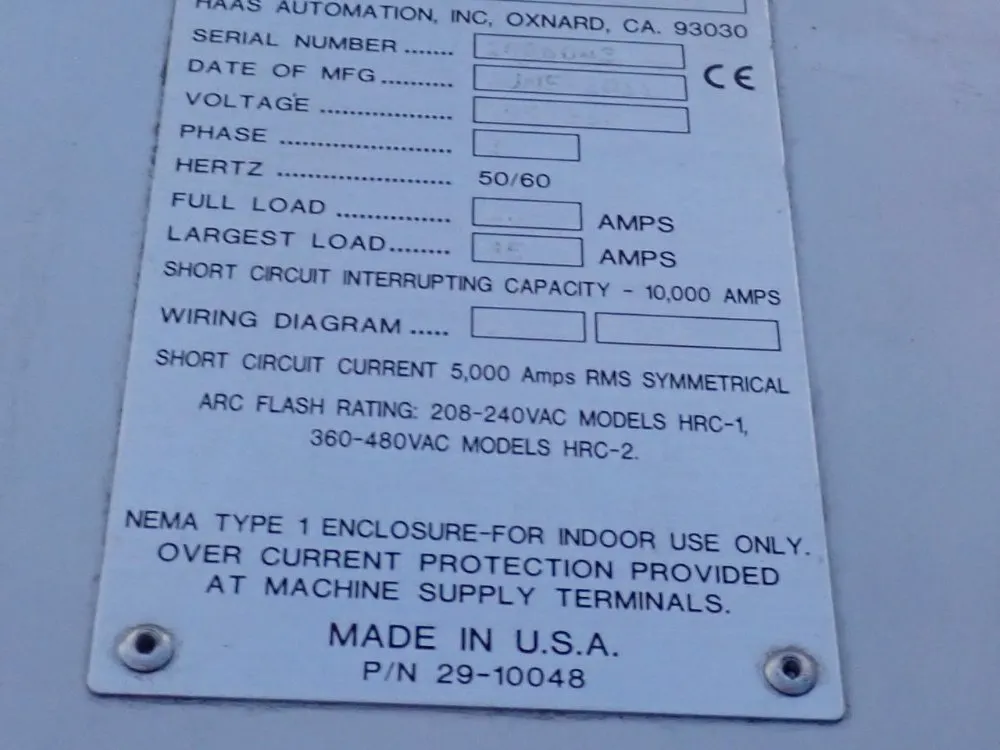 HAAS AUTOMATION, INC, OXNARD, CA. 93030
SERIAL NUMBER .......
DATE OF MFG..........
CE
VOLTAGE ...................
PHASE .........................
HERTZ ......................... 50/60
FULL LOAD ................ AMPS
LARGEST LOAD........ AMPS
SHORT CIRCUIT INTERRUPTING CAPACITY - 10,000 AMPS
WIRING DIAGRAM .....
SHORT CIRCUIT CURRENT 5,000 Amps RMS SYMMETRICAL
ARC FLASH RATING: 208-240VAC MODELS HRC-1,
360-480VAC MODELS HRC-2.
NEMA TYPE 1 ENCLOSURE-FOR INDOOR USE ONLY.
OVER CURRENT PROTECTION PROVIDED
AT MACHINE SUPPLY TERMINALS.
MADE IN U.S.A.
P/N 29-10048